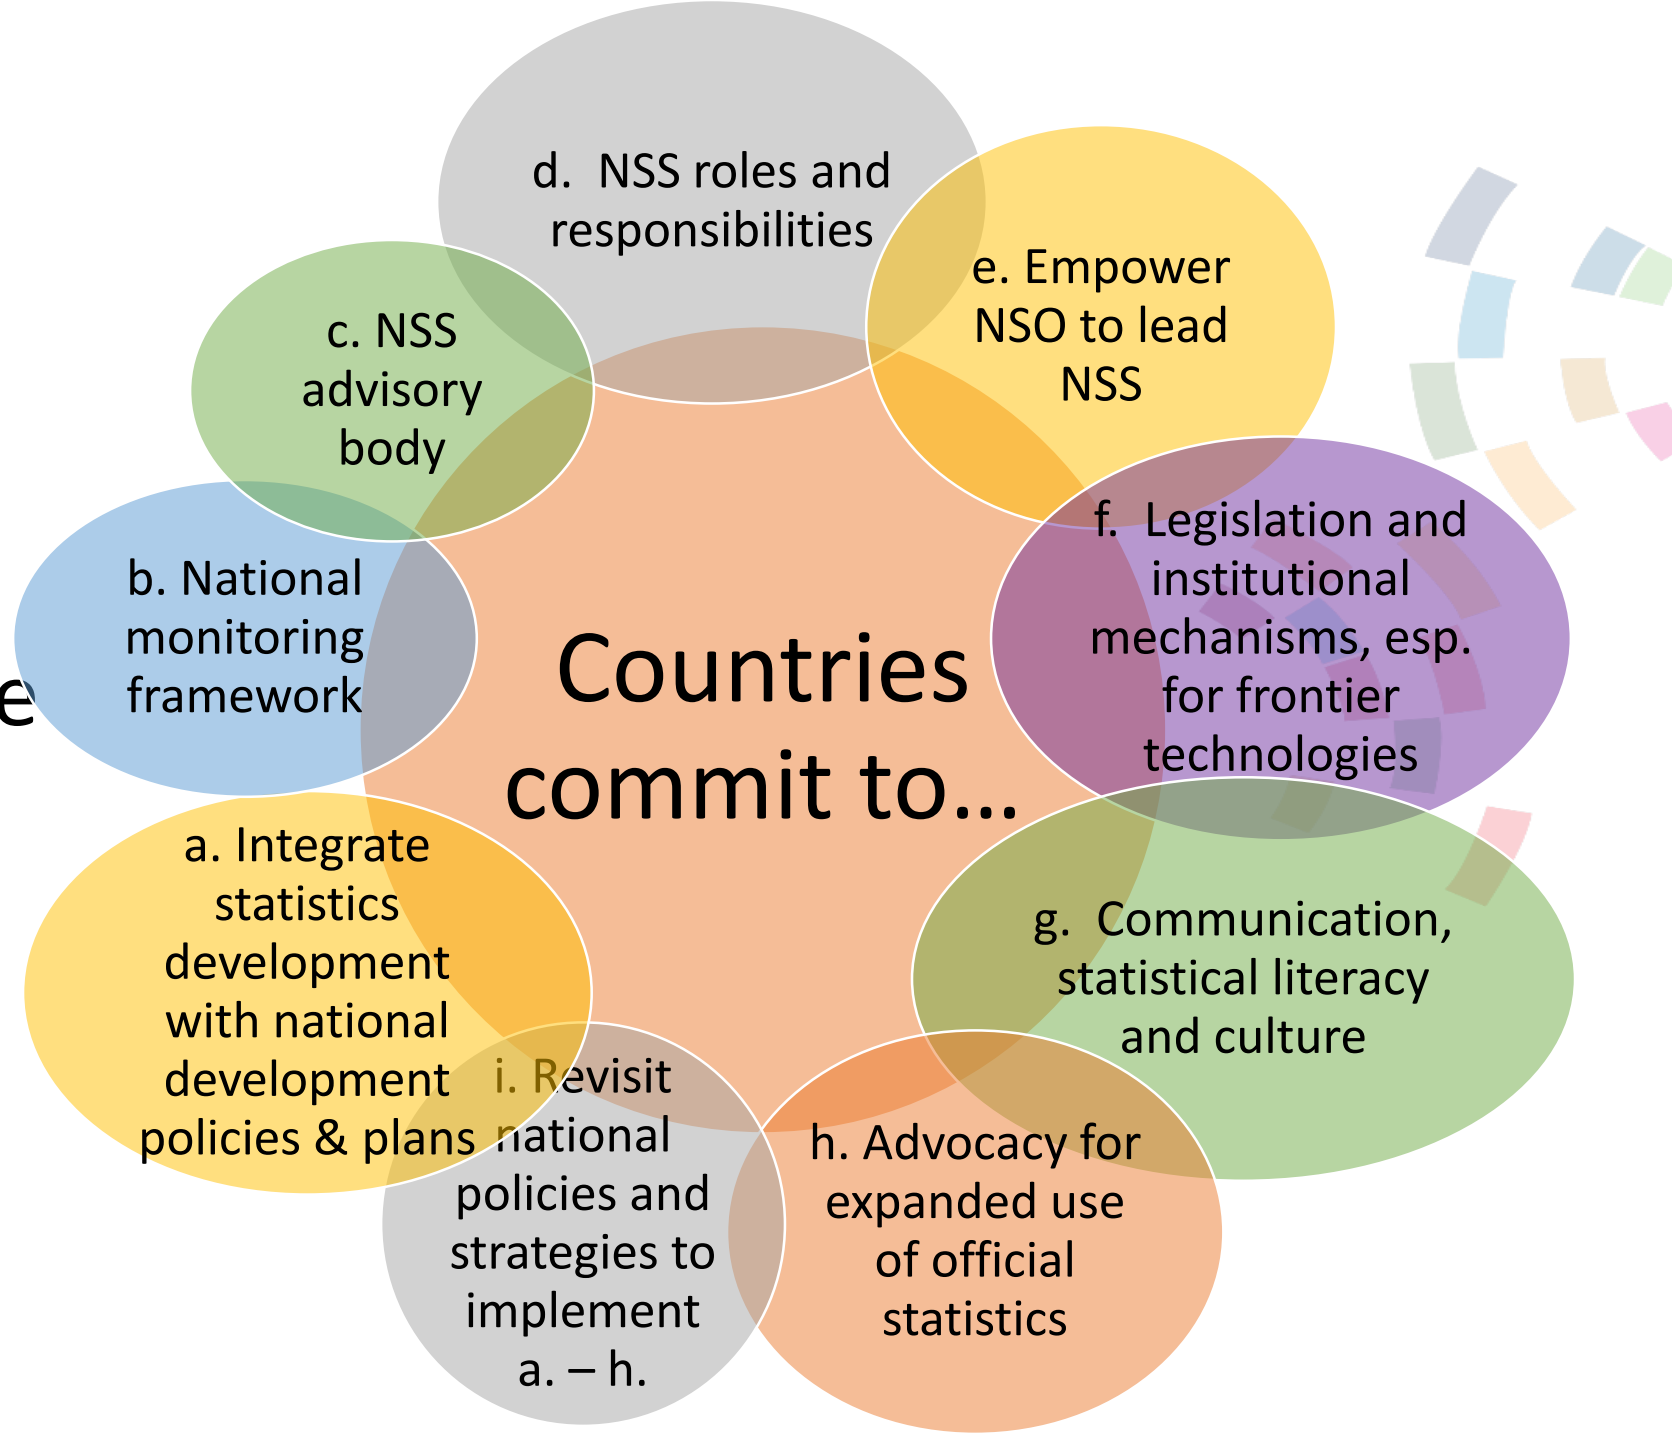 d.  NSS roles and
responsibilities
e. Empower
NSO to lead
NSS
c. NSS
advisory
body
f.  Legislation and
institutional
mechanisms, esp.
for frontier
technologies
b. National
monitoring
framework
e
Countries
commit to...
a. Integrate
statistics
development
with national
development
policies & plans
g.  Communication,
statistical literacy
and culture
i. Revisit
national
policies and
strategies to
implement
a. – h.
h. Advocacy for
expanded use
of official
statistics